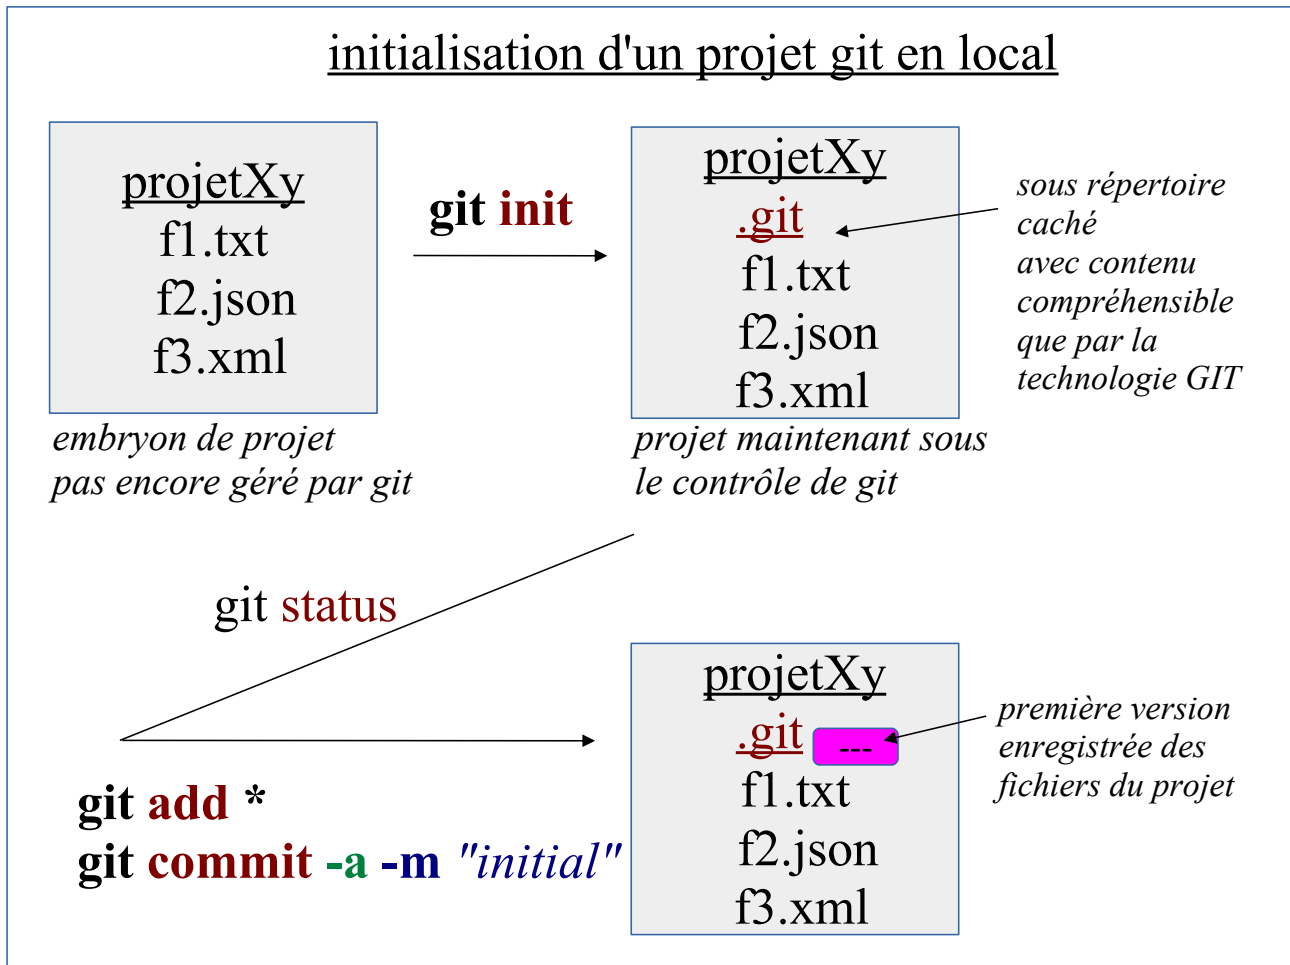 initialisation d'un projet git en local
projetXy
f1.txt
f2.json
f3.xml
embryon de projet
pas encore géré par git
git init
projetXy
.git
f1.txt
f2.json
f3.xml
projet maintenant sous
le contrôle de git
sous répertoire
caché
avec contenu
compréhensible
que par la
technologie GIT
git status
git add *
git commit -a -m "initial"
projetXy
.git ---
f1.txt
f2.json
f3.xml
première version
enregistrée des
fichiers du projet